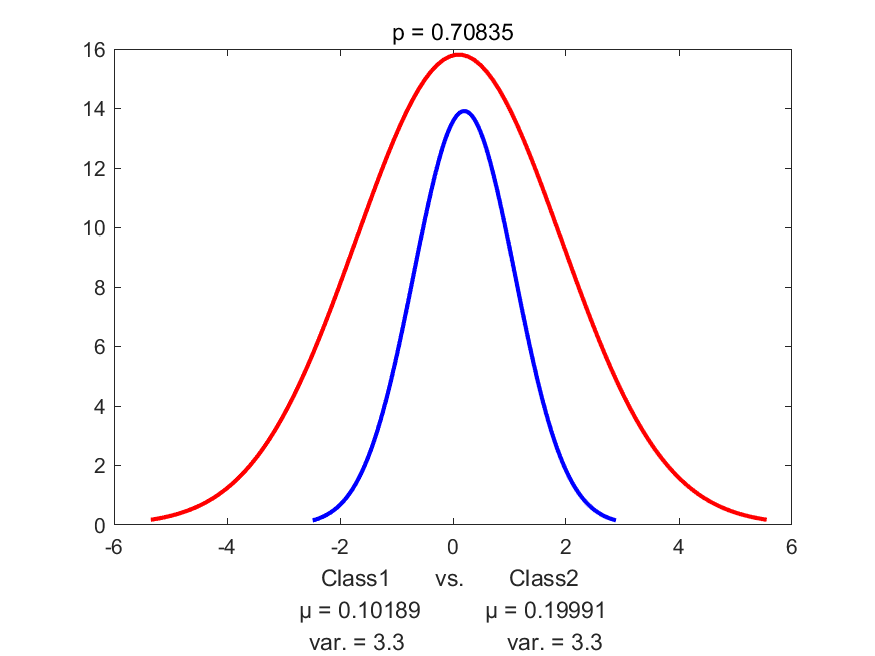 p = 0.70835
16
14
12
10
8
6
4
2
0
-6 -4 -2 0 2 4 6
Class1 vs. Class2
μ = 0.10189 μ = 0.19991
var. = 3.3 var. = 3.3